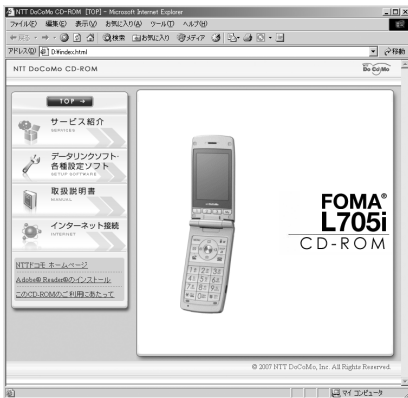 NTT DoCoMo CD-ROM [TOP] - Microsoft Internet Explorer
ファイル(F) 編集(E) 表示(V) お気に入り(A) ツール(T) ヘルプ(H)
戻る 検索 お気に入り メディア
アドレス(D) D:¥index.html 移動
NTT DoCoMo CD-ROM
DoCoMo
TOP
サービス紹介
SERVICES
データリンクソフト・
各種設定ソフト
SETUP SOFTWARE
取扱説明書
MANUAL
インターネット接続
INTERNET
NTTドコモ ホームページ
Adobe® Reader®のインストール
このCD-ROMのご利用にあたって
FOMA®
L705i
CD-ROM
© 2007 NTT DoCoMo, Inc. All Rights Reserved.
マイ コンピュータ